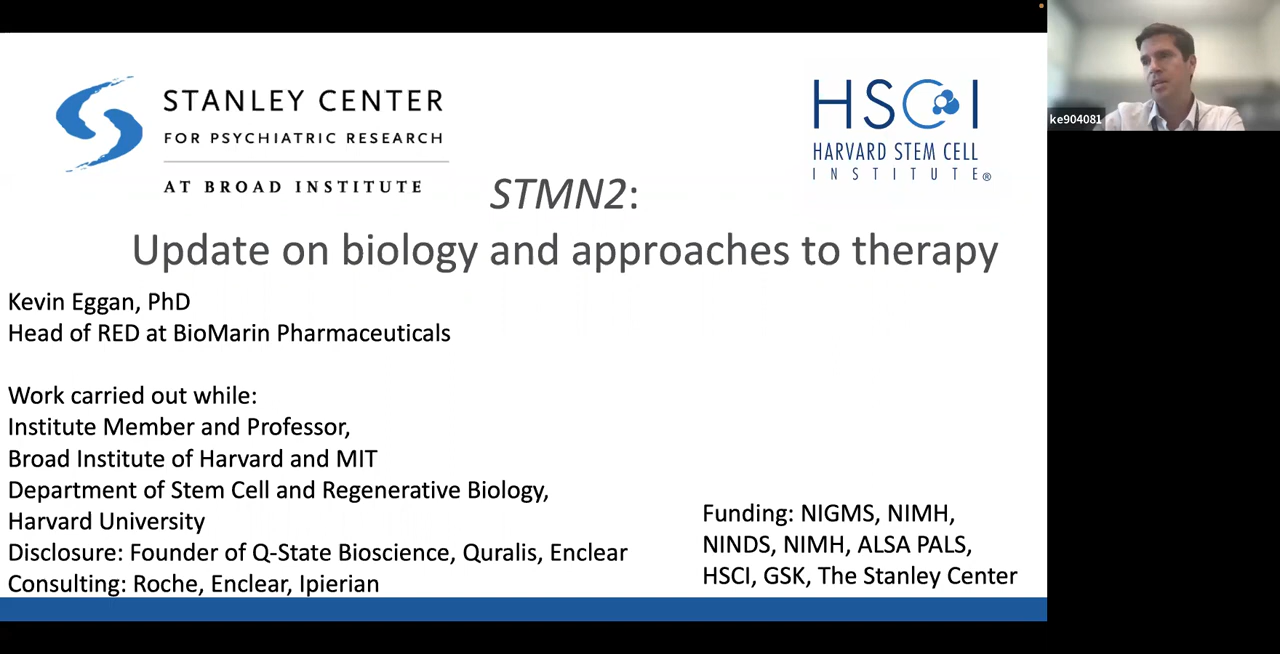 STANLEY CENTER
FOR PSYCHIATRIC RESEARCH
AT BROAD INSTITUTE
HSCI
HARVARD STEM CELL
INSTITUTE®
ke904081
STMN2:
Update on biology and approaches to therapy
Kevin Eggan, PhD
Head of RED at BioMarin Pharmaceuticals
Work carried out while:
Institute Member and Professor,
Broad Institute of Harvard and MIT
Department of Stem Cell and Regenerative Biology,
Harvard University
Disclosure: Founder of Q-State Bioscience, Quralis, Enclear
Consulting: Roche, Enclear, Ipierian
Funding: NIGMS, NIMH,
NINDS, NIMH, ALSA PALS,
HSCI, GSK, The Stanley Center